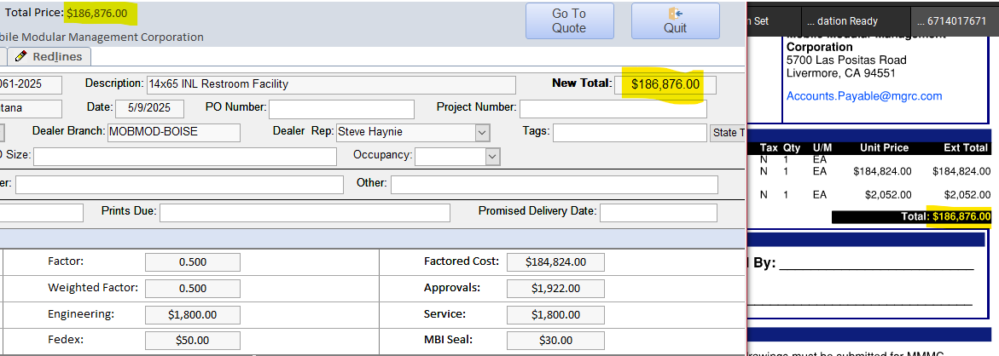 Total Price: $186,876.00
Go To Quote
Quit
bile Modular Management Corporation
Redlines
061-2025 Description: 14x65 INL Restroom Facility New Total: $186,876.00
tana Date: 5/9/2025 PO Number: Project Number:
Dealer Branch: MOBMOD-BOISE Dealer Rep: Steve Haynie Tags: State T
O Size: Occupancy:
er: Other:
Prints Due: Promised Delivery Date:
Factor: 0.500 Factored Cost: $184,824.00
Weighted Factor: 0.500 Approvals: $1,922.00
Engineering: $1,800.00 Service: $1,800.00
Fedex: $50.00 MBI Seal: $30.00
n Set ... dation Ready ... 6714017671
Mobile Modular Management
Corporation
5700 Las Positas Road
Livermore, CA 94551
Accounts.Payable@mgrc.com
Tax Qty U/M Unit Price Ext Total
N 1 EA
N 1 EA $184,824.00 $184,824.00
N 1 EA $2,052.00 $2,052.00
Total: $186,876.00
By:
rawings must be submitted for MMMC